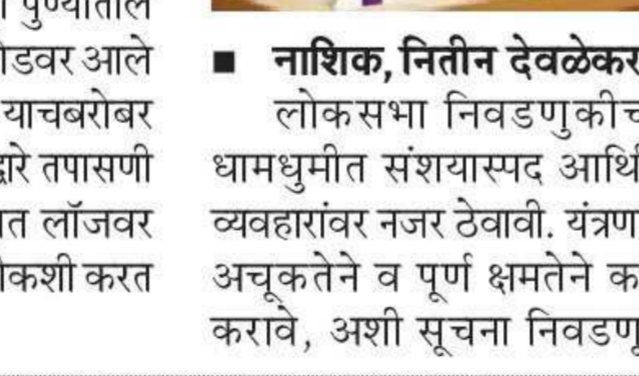 पुण्यातील
डवर आले
याचबरोबर
द्वारे तपासणी
त लॉजवर
कशी करत
■ नाशिक, नितीन देवळेकर
लोकसभा निवडणुकीच
धामधुमीत संशयास्पद आर्थि
व्यवहारांवर नजर ठेवावी. यंत्रण
अचूकतेने व पूर्ण क्षमतेने क
करावे, अशी सूचना निवडणू